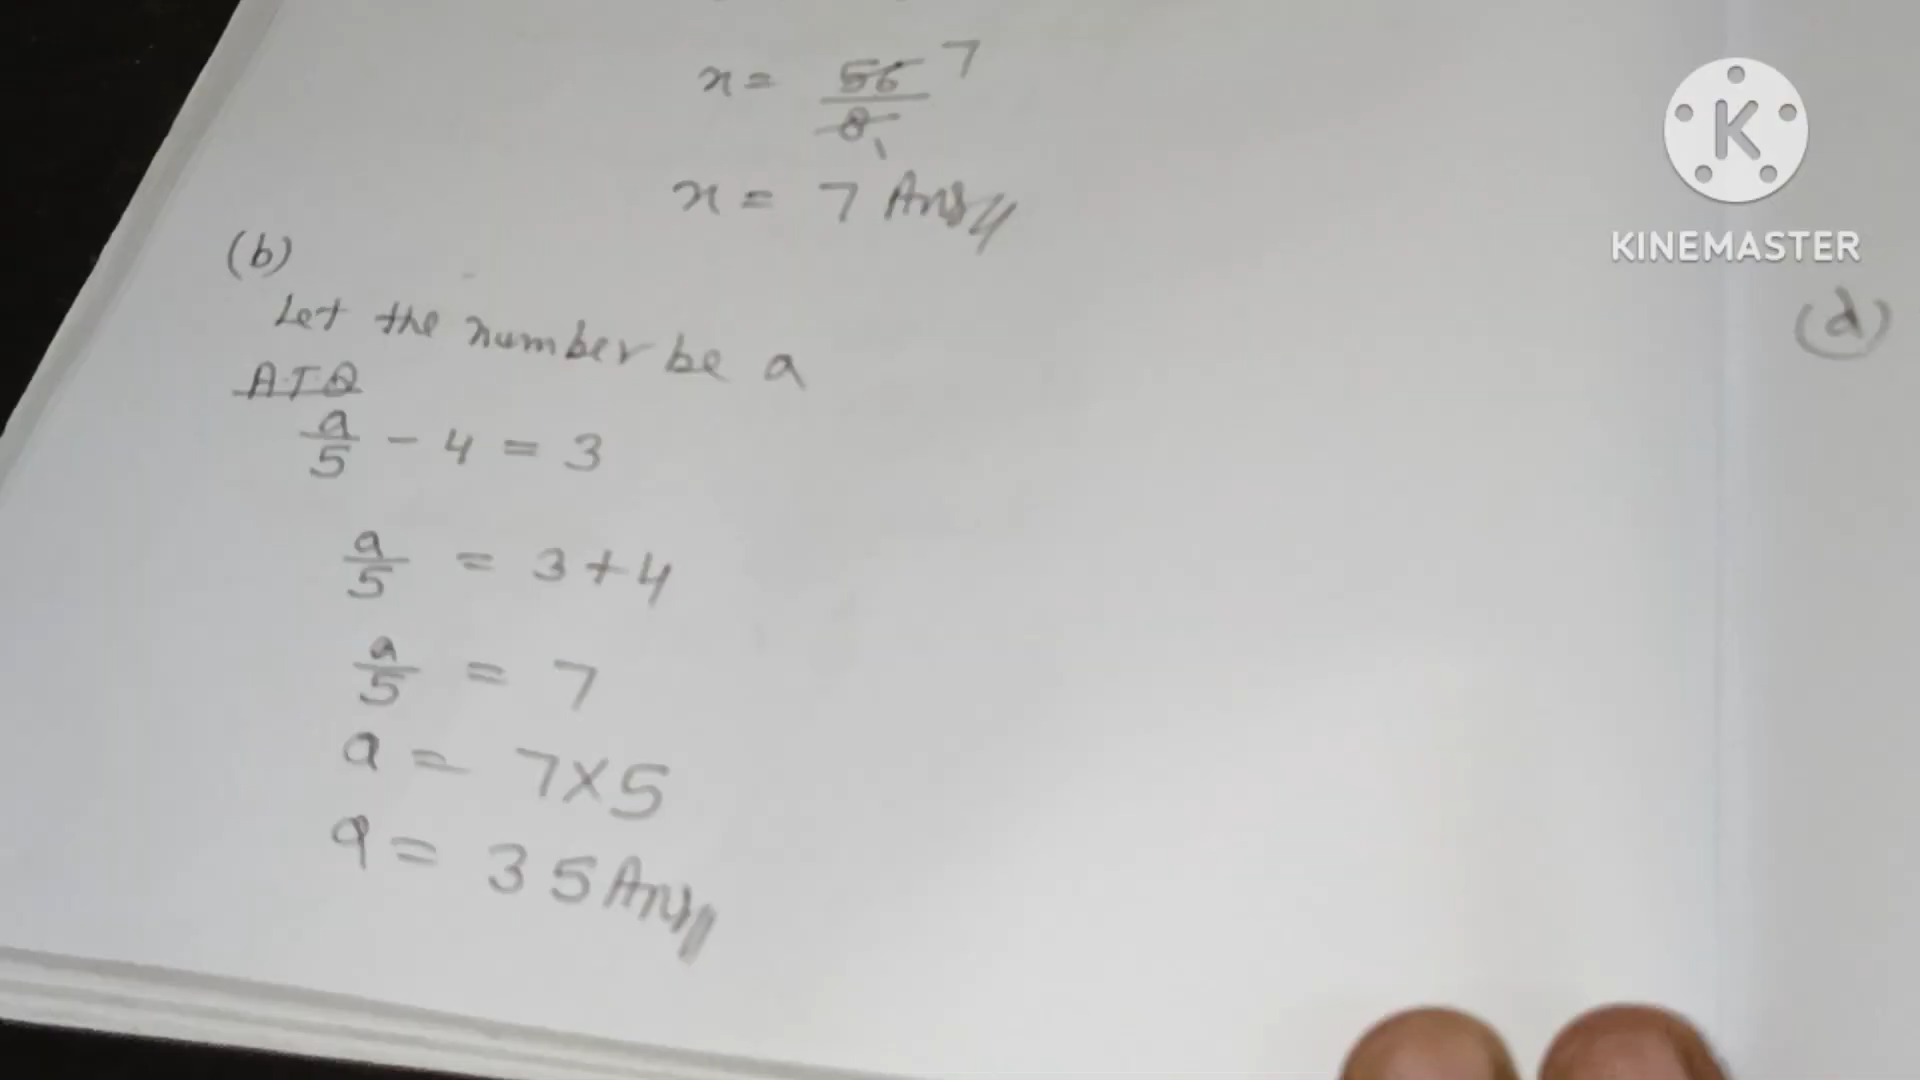 x = 56/8 7 1
x = 7 Ans
(b)
Let the number be a
A.T.Q
a/5 - 4 = 3
a/5 = 3 + 4
a/5 = 7
a = 7 × 5
a = 35 Ans
K
KINEMASTER
(d)